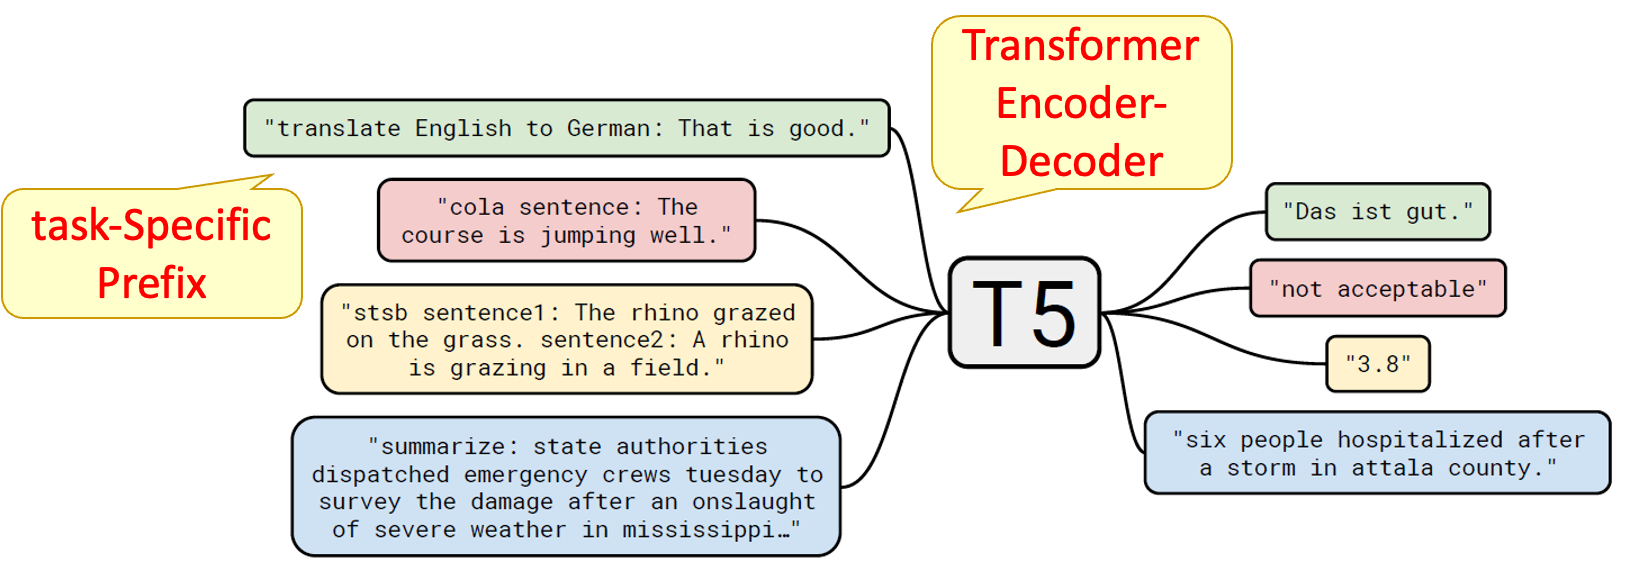 Transformer
Encoder-
Decoder
"translate English to German: That is good."
task-Specific
Prefix
"cola sentence: The
course is jumping well."
"stsb sentence1: The rhino grazed
on the grass. sentence2: A rhino
is grazing in a field."
"summarize: state authorities
dispatched emergency crews tuesday to
survey the damage after an onslaught
of severe weather in mississippi…"
T5
"Das ist gut."
"not acceptable"
"3.8"
"six people hospitalized after
a storm in attala county."